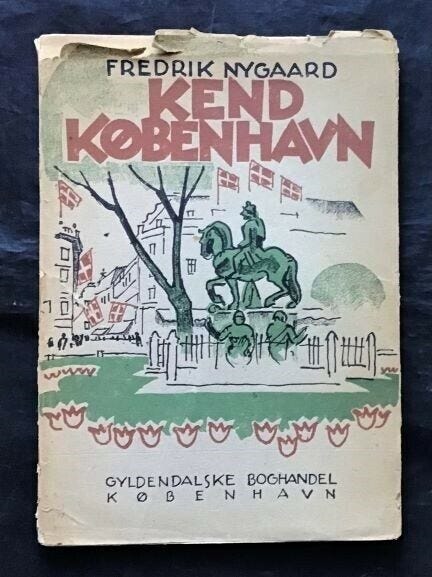 FREDRIK NYGAARD
KEND
KØBENHAVN
GYLDENDALSKE BOGHANDEL
KØBENHAVN